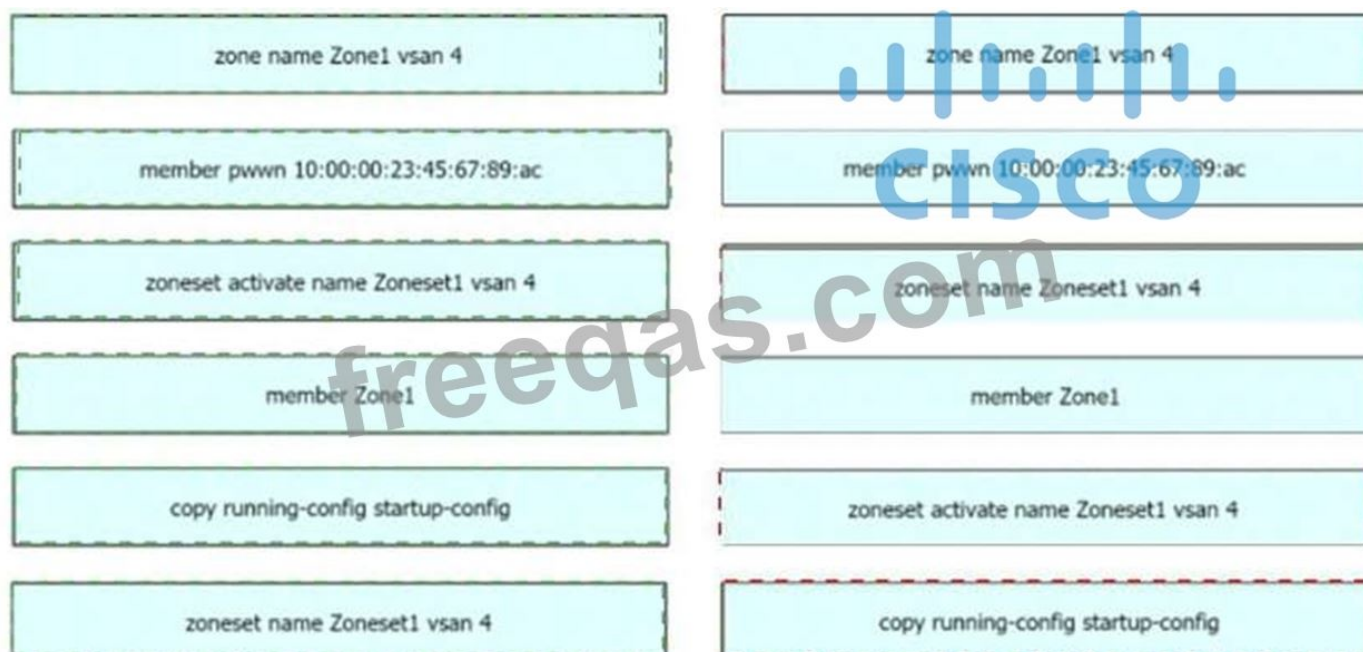 zone name Zone1 vsan 4
member pwwn 10:00:00:23:45:67:89:ac
zoneset activate name Zoneset1 vsan 4
member Zone1
copy running-config startup-config
zoneset name Zoneset1 vsan 4
zone name Zone1 vsan 4
member pwwn 10:00:00:23:45:67:89:ac
zoneset name Zoneset1 vsan 4
member Zone1
zoneset activate name Zoneset1 vsan 4
copy running-config startup-config
CISCO
freeqas.com